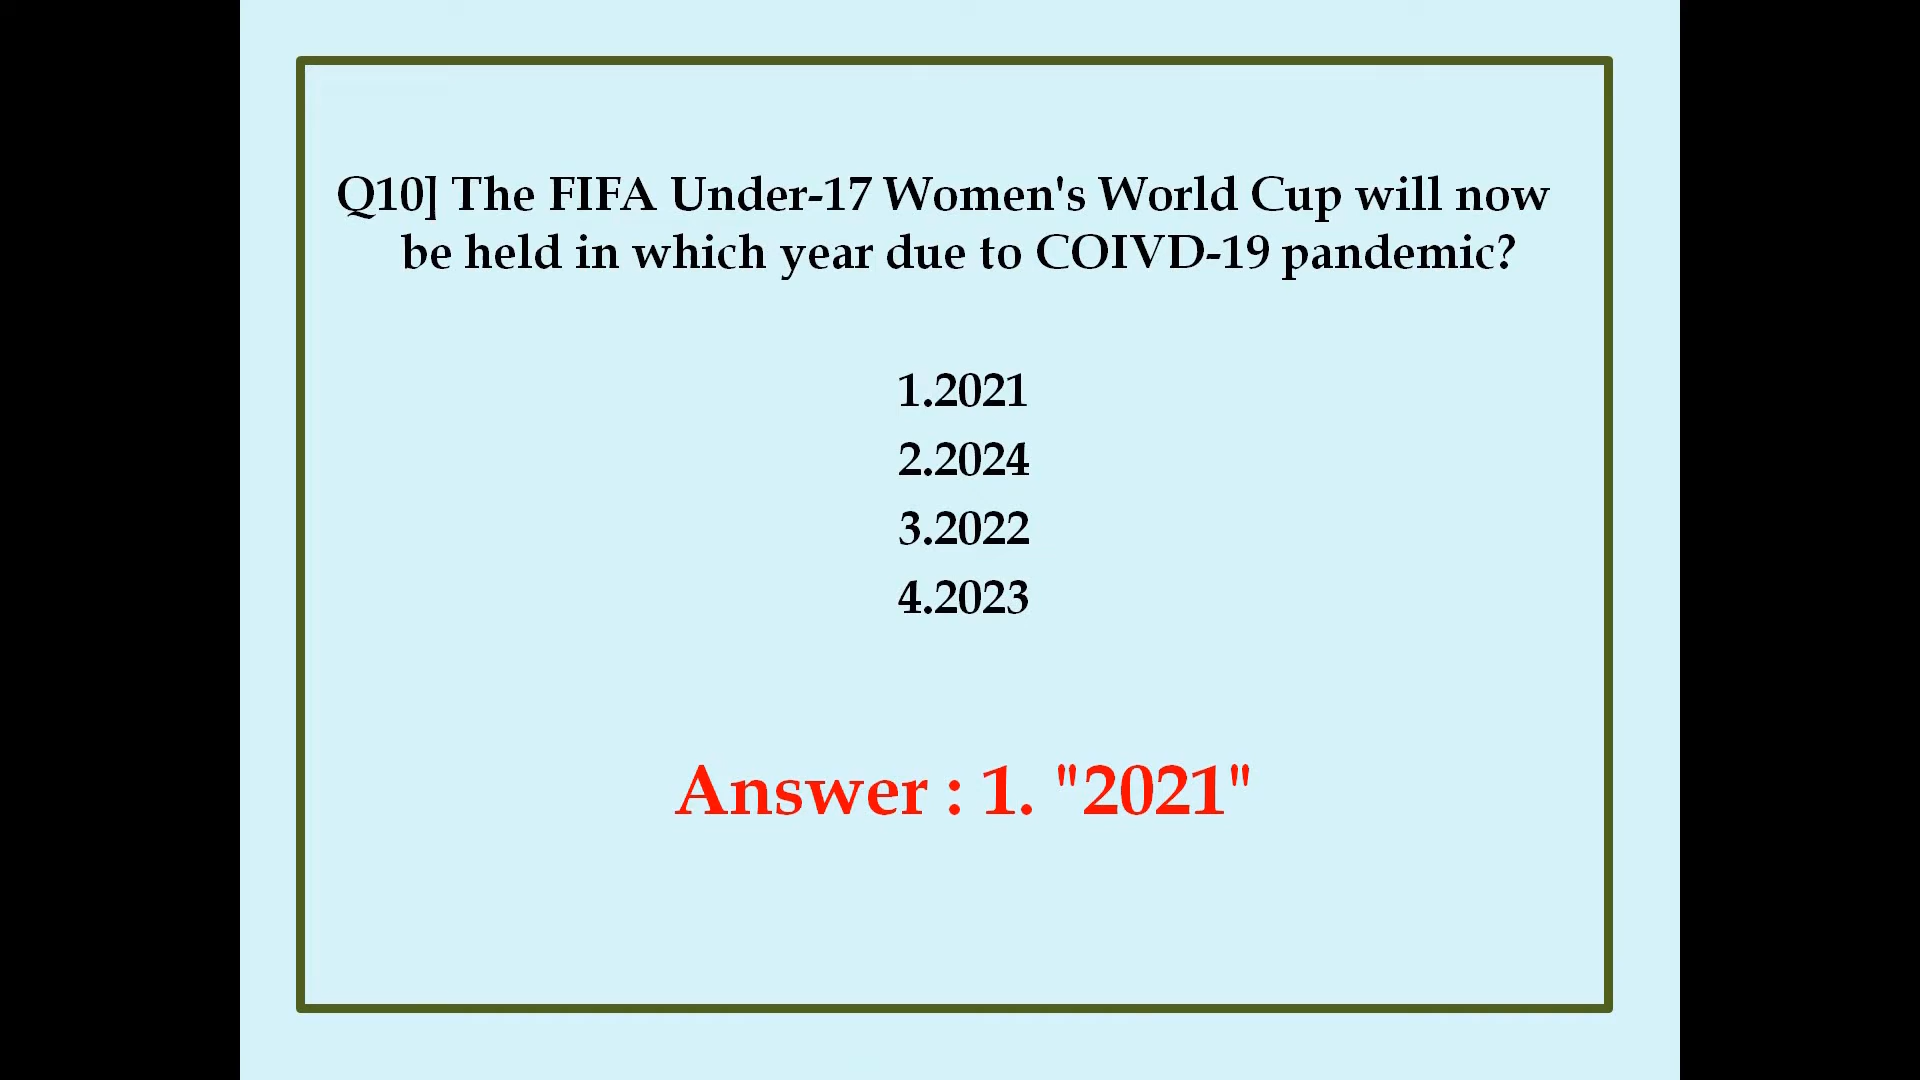 Q10] The FIFA Under-17 Women's World Cup will now
be held in which year due to COIVD-19 pandemic?
1.2021
2.2024
3.2022
4.2023
Answer : 1. "2021"